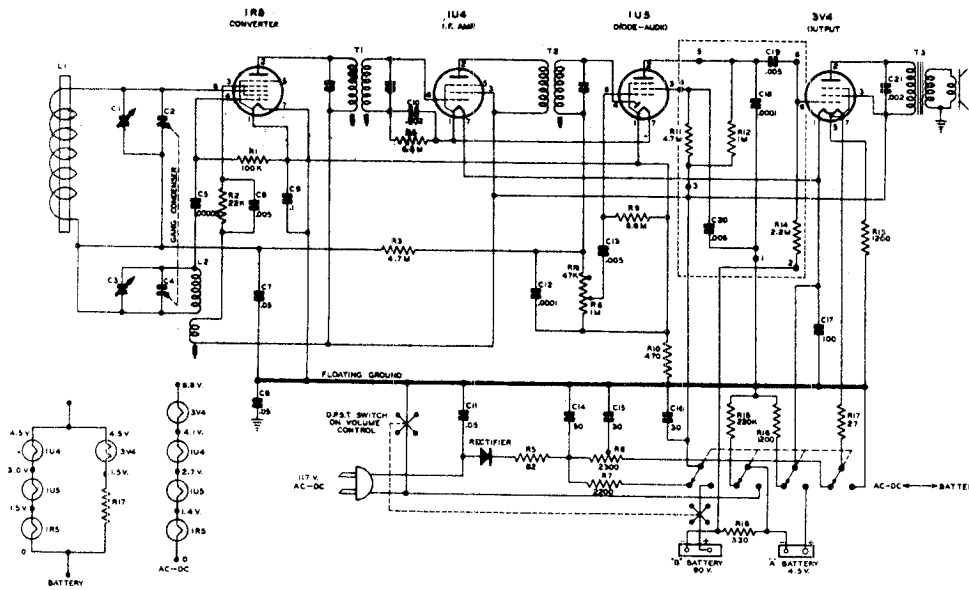 1R5
CONVERTER
1U4
I.F. AMP.
1U5
DIODE-AUDIO
3V4
OUTPUT
L1
T1
T2
T3
C1
C2
C19
.005
C18
.0001
C21
.002
R4
6.6M
R11
4.7M
R12
1M
R1
100K
C5
R2
22K
C6
.005
C9
.1
GANG CONDENSER
R9
6.8M
C13
.005
C20
.005
R14
2.2M
R13
1200
R3
4.7M
C3
C4
L2
C7
.05
C12
.0001
47K
R6
1M
R10
470
C17
100
FLOATING GROUND
.05
D.P.S.T. SWITCH
ON VOLUME
CONTROL
C11
.05
C14
50
C15
30
C16
30
R15
220K
R16
1200
R17
27
RECTIFIER
R5
82
R8
2300
R7
2200
117 V.
AC-DC
AC-DC
R18
330
"B" BATTERY
90 V.
"A" BATTERY
4.5 V.
4.5 V.
4.5 V.
1U4
3V4
3.0 V.
1.5 V.
1U5
R17
1.5 V.
1R5
0
BATTERY
6.8 V.
3V4
4.1 V.
1U4
2.7 V.
1U5
1.4 V.
1R5
0
AC-DC